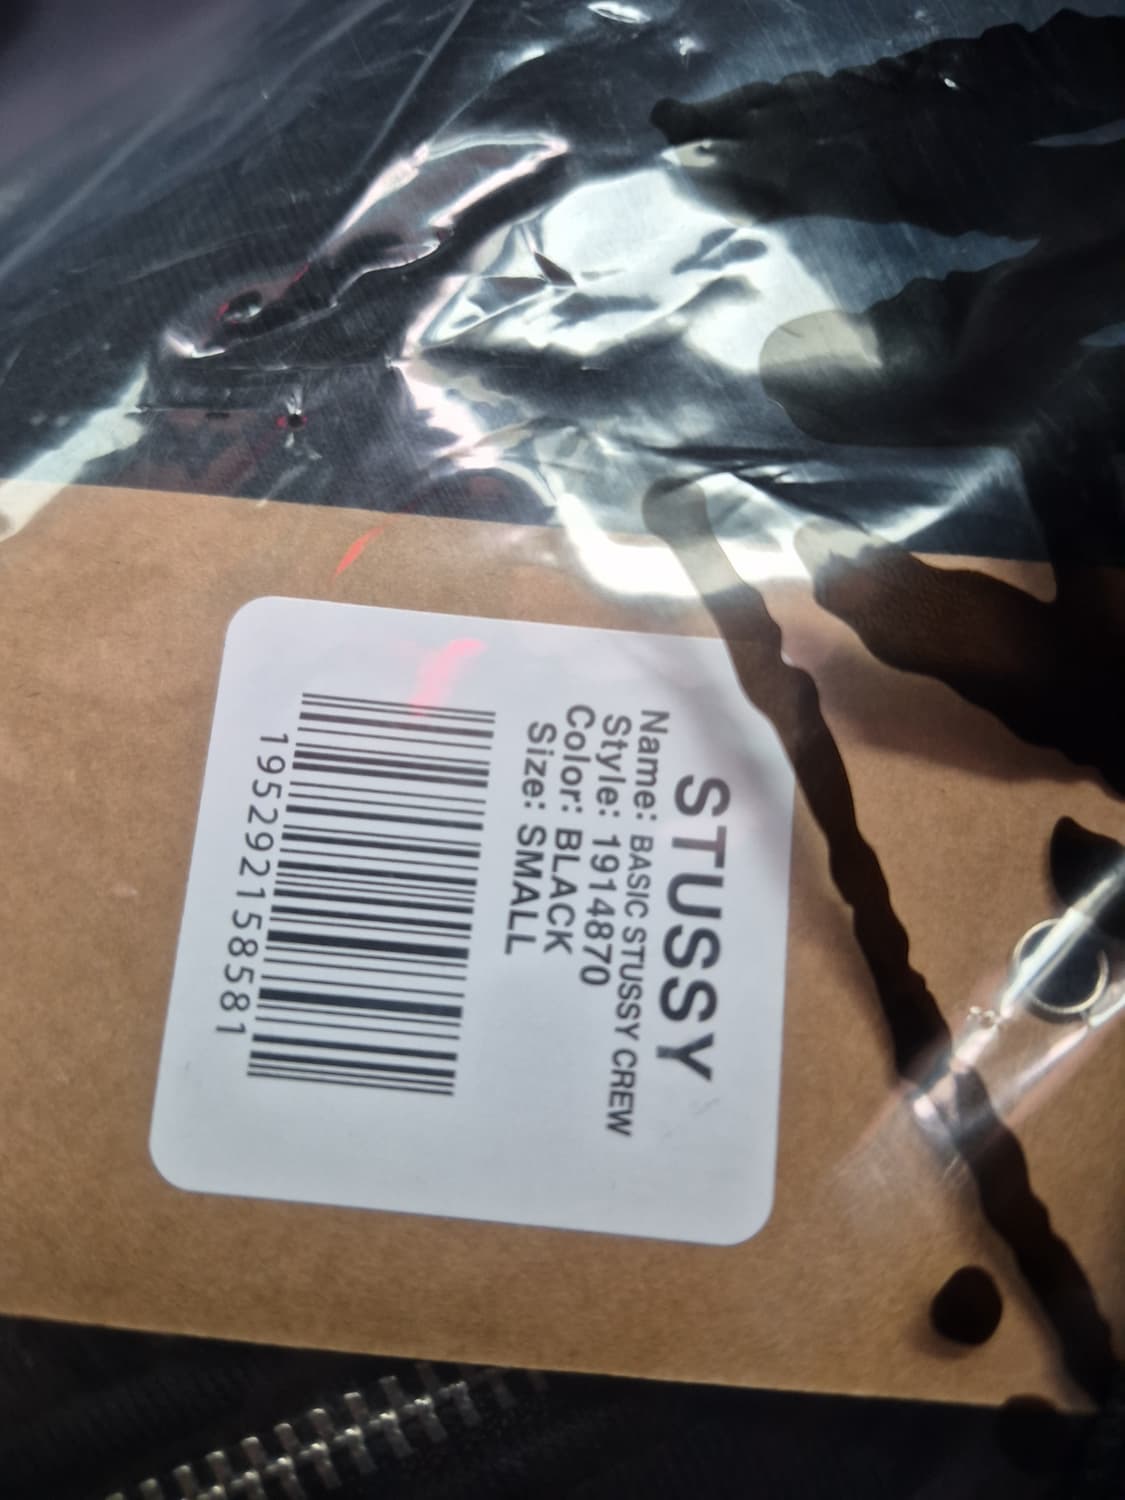 STUSSY
Name: BASIC STUSSY CREW
Style: 1914870
Color: BLACK
Size: SMALL
195292158581